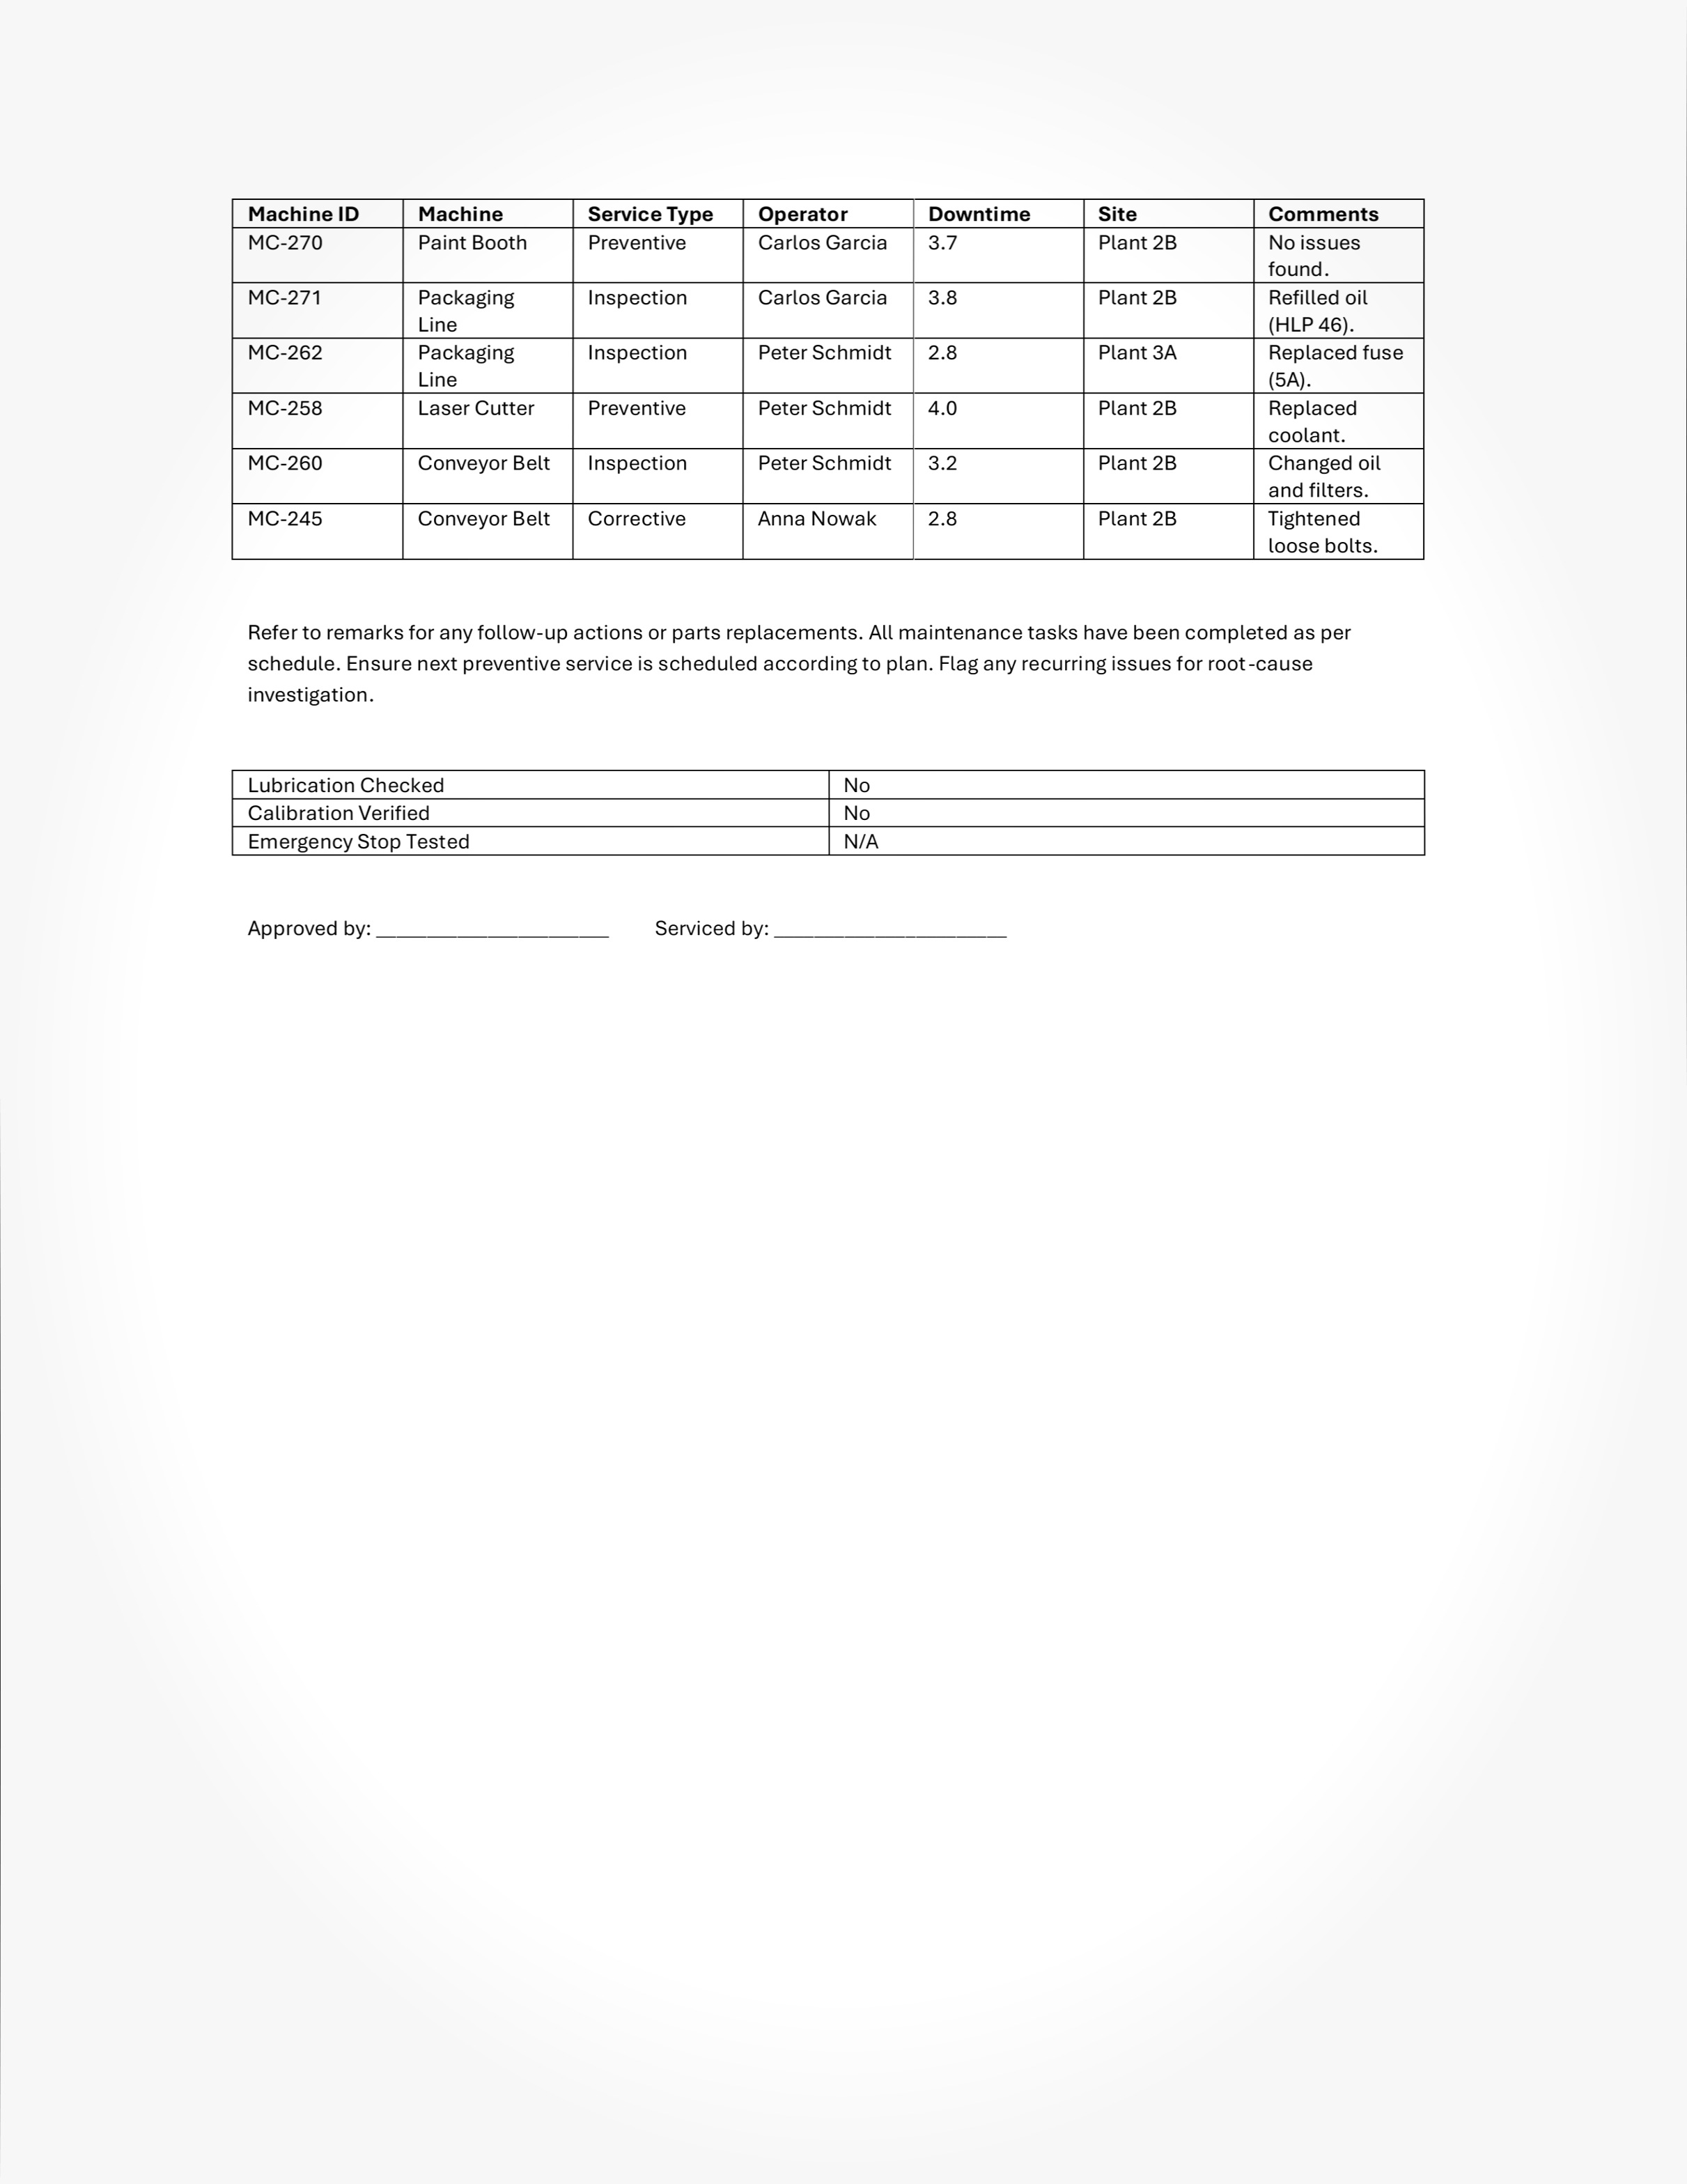 Machine ID Machine Service Type Operator Downtime Site Comments
MC-270 Paint Booth Preventive Carlos Garcia 3.7 Plant 2B No issues
found.
MC-271 Packaging Inspection Carlos Garcia 3.8 Plant 2B Refilled oil
Line (HLP 46).
MC-262 Packaging Inspection Peter Schmidt 2.8 Plant 3A Replaced fuse
Line (5A).
MC-258 Laser Cutter Preventive Peter Schmidt 4.0 Plant 2B Replaced
coolant.
MC-260 Conveyor Belt Inspection Peter Schmidt 3.2 Plant 2B Changed oil
and filters.
MC-245 Conveyor Belt Corrective Anna Nowak 2.8 Plant 2B Tightened
loose bolts.
Refer to remarks for any follow-up actions or parts replacements. All maintenance tasks have been completed as per
schedule. Ensure next preventive service is scheduled according to plan. Flag any recurring issues for root-cause
investigation.
Lubrication Checked No
Calibration Verified No
Emergency Stop Tested N/A
Approved by: _______________________ Serviced by: _______________________